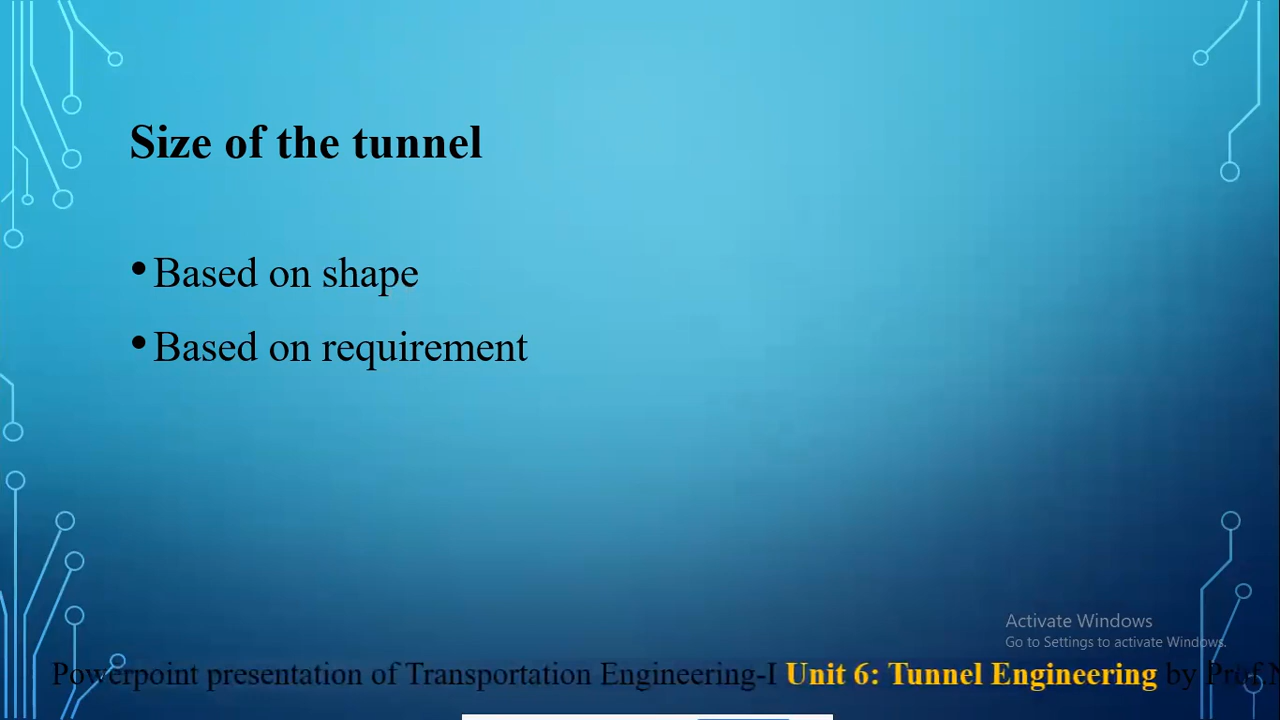 Size of the tunnel
• Based on shape
• Based on requirement
Activate Windows
Go to Settings to activate Windows.
Powerpoint presentation of Transportation Engineering-I Unit 6: Tunnel Engineering by Prof.